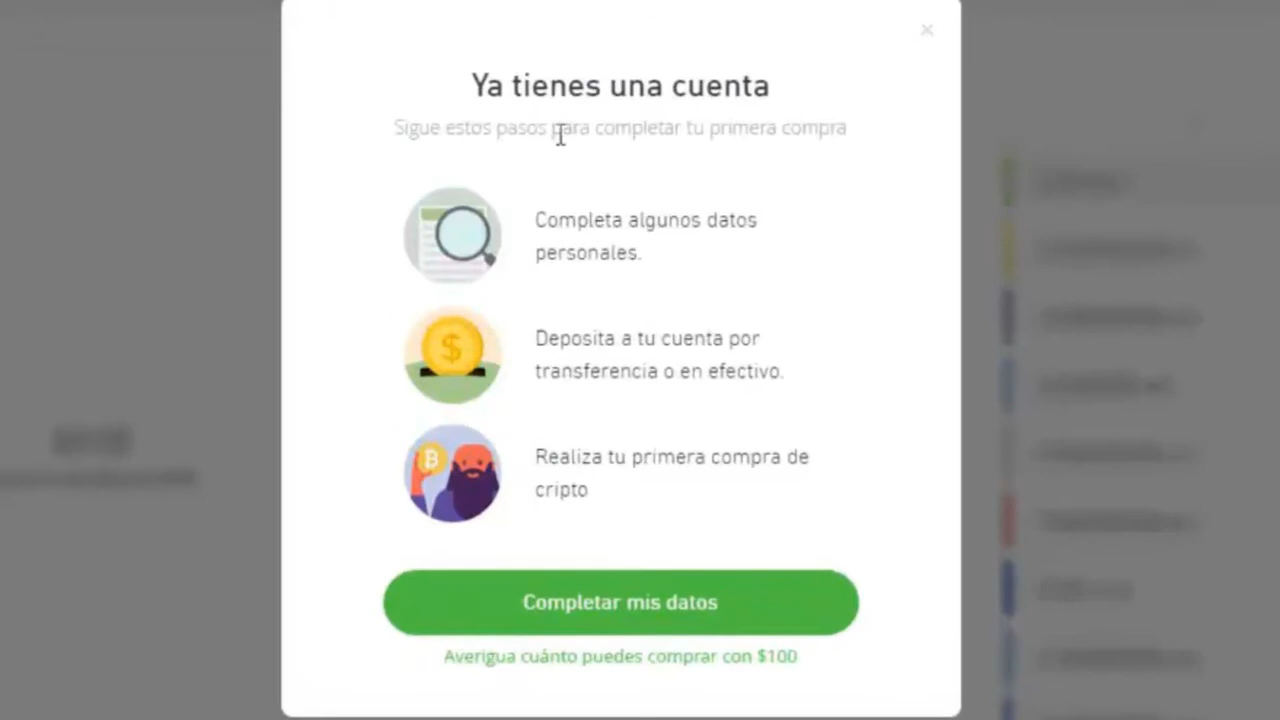 Ya tienes una cuenta
Sigue estos pasos para completar tu primera compra
Completa algunos datos
personales.
Deposita a tu cuenta por
transferencia o en efectivo.
Realiza tu primera compra de
cripto
Completar mis datos
Averigua cuánto puedes comprar con $100